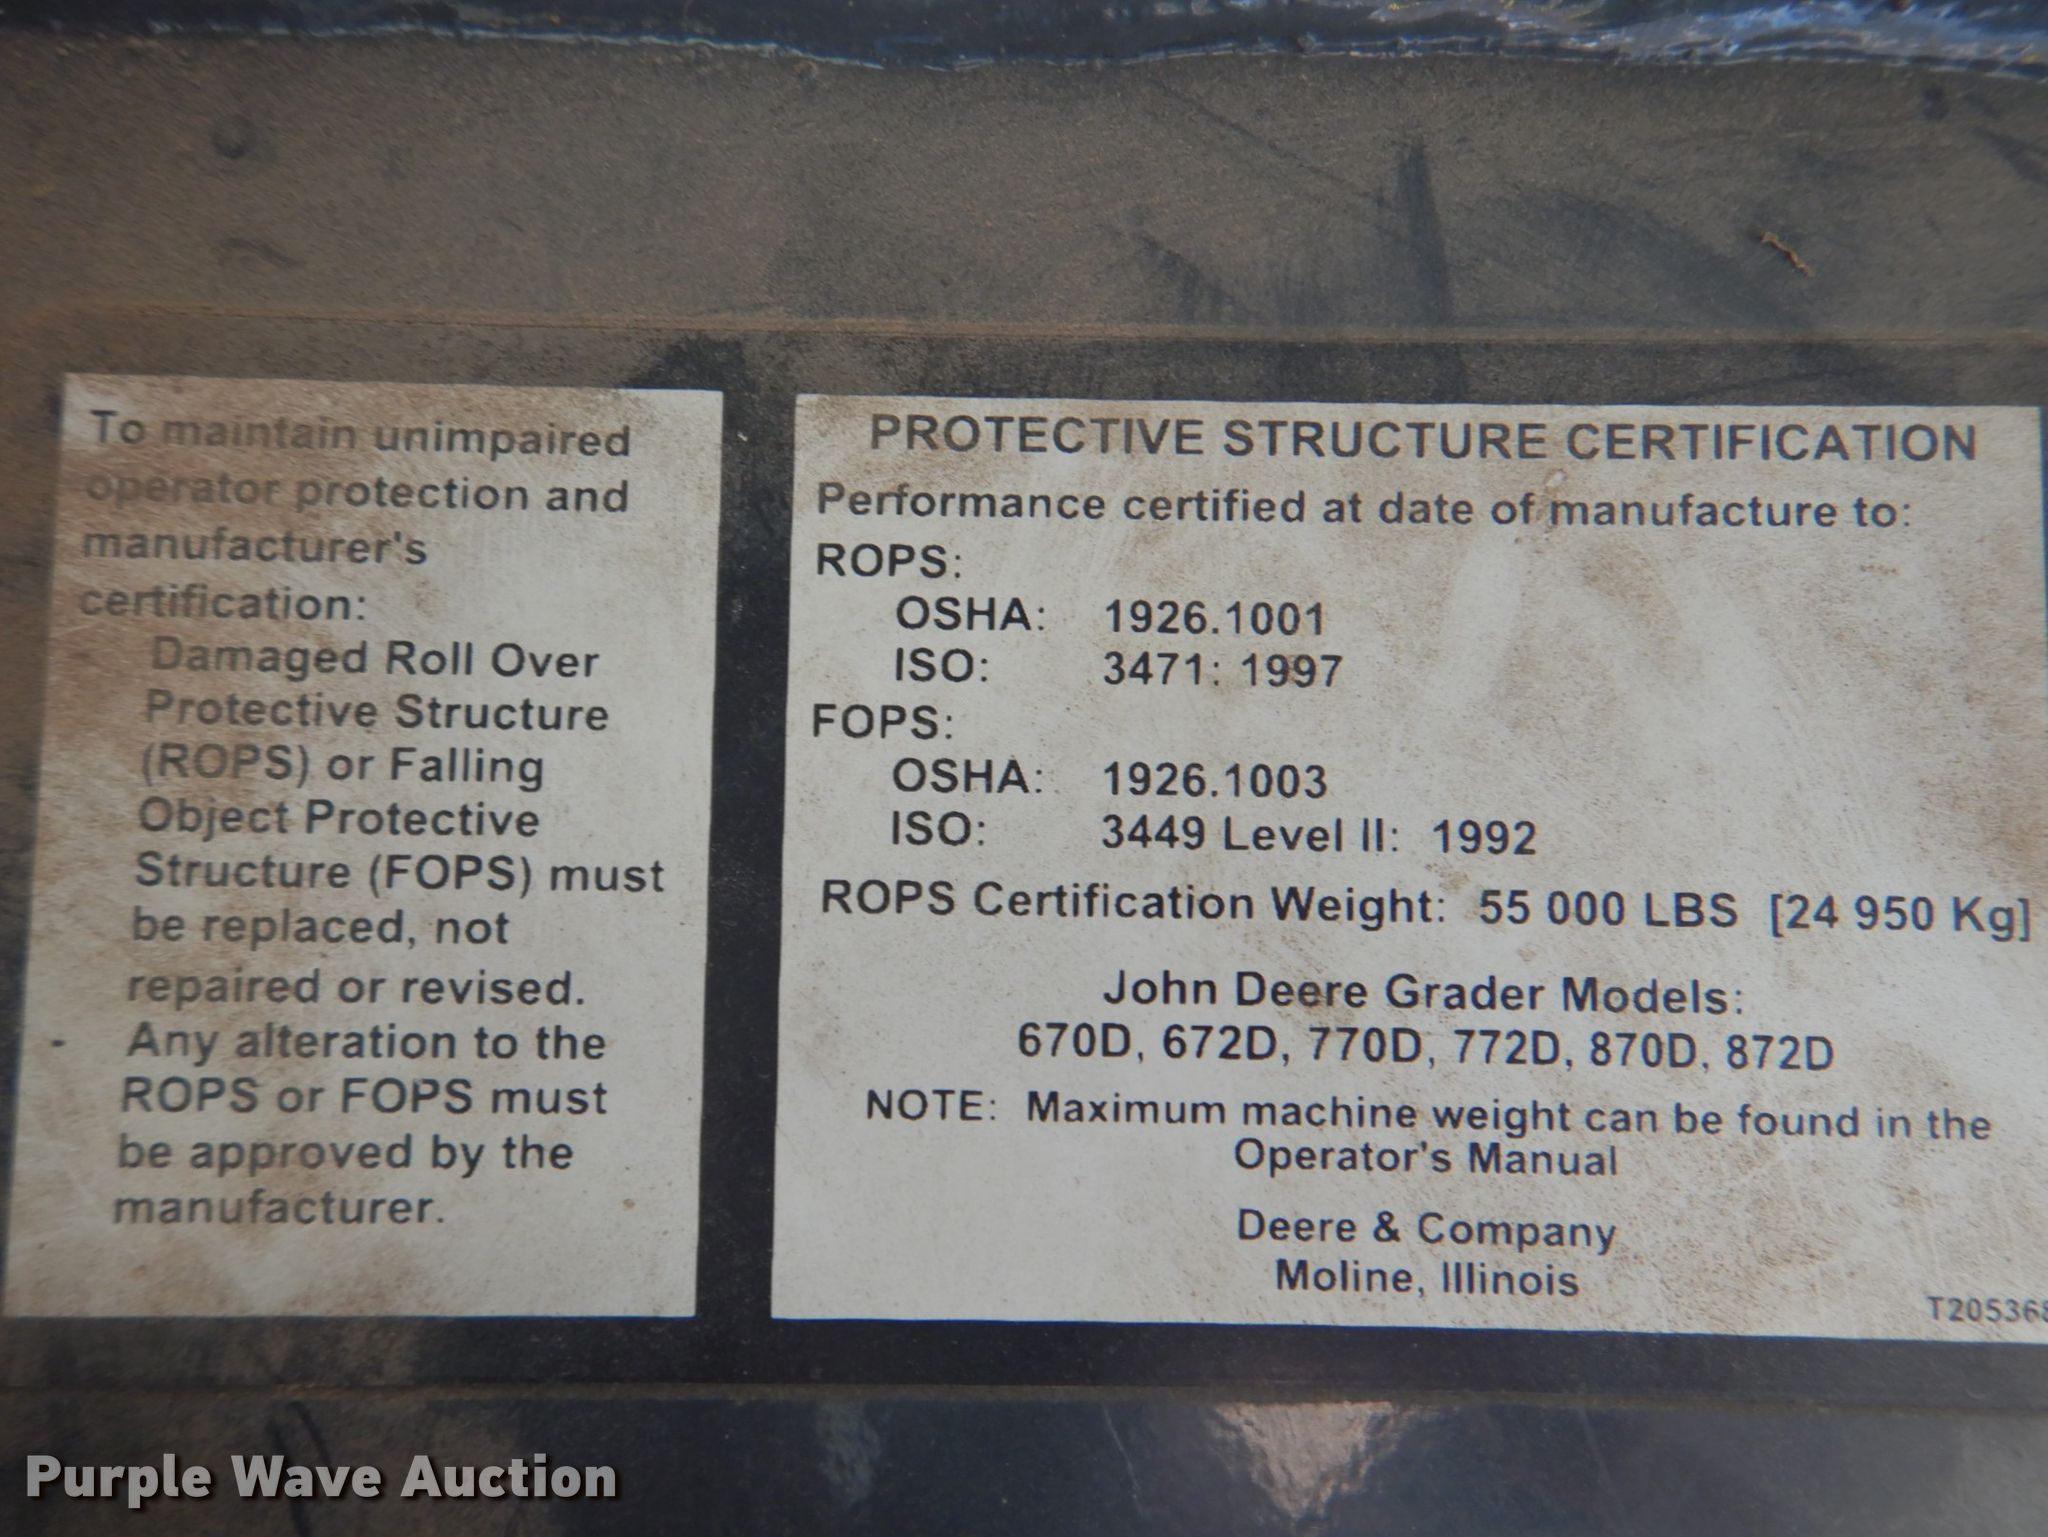 To maintain unimpaired
operator protection and
manufacturer's
certification:
Damaged Roll Over
Protective Structure
(ROPS) or Falling
Object Protective
Structure (FOPS) must
be replaced, not
repaired or revised.
- Any alteration to the
ROPS or FOPS must
be approved by the
manufacturer.
PROTECTIVE STRUCTURE CERTIFICATION
Performance certified at date of manufacture to:
ROPS:
OSHA: 1926.1001
ISO: 3471: 1997
FOPS:
OSHA: 1926.1003
ISO: 3449 Level II: 1992
ROPS Certification Weight: 55 000 LBS [24 950 Kg]
John Deere Grader Models:
670D, 672D, 770D, 772D, 870D, 872D
NOTE: Maximum machine weight can be found in the
Operator's Manual
Deere & Company
Moline, Illinois
T205368
Purple Wave Auction